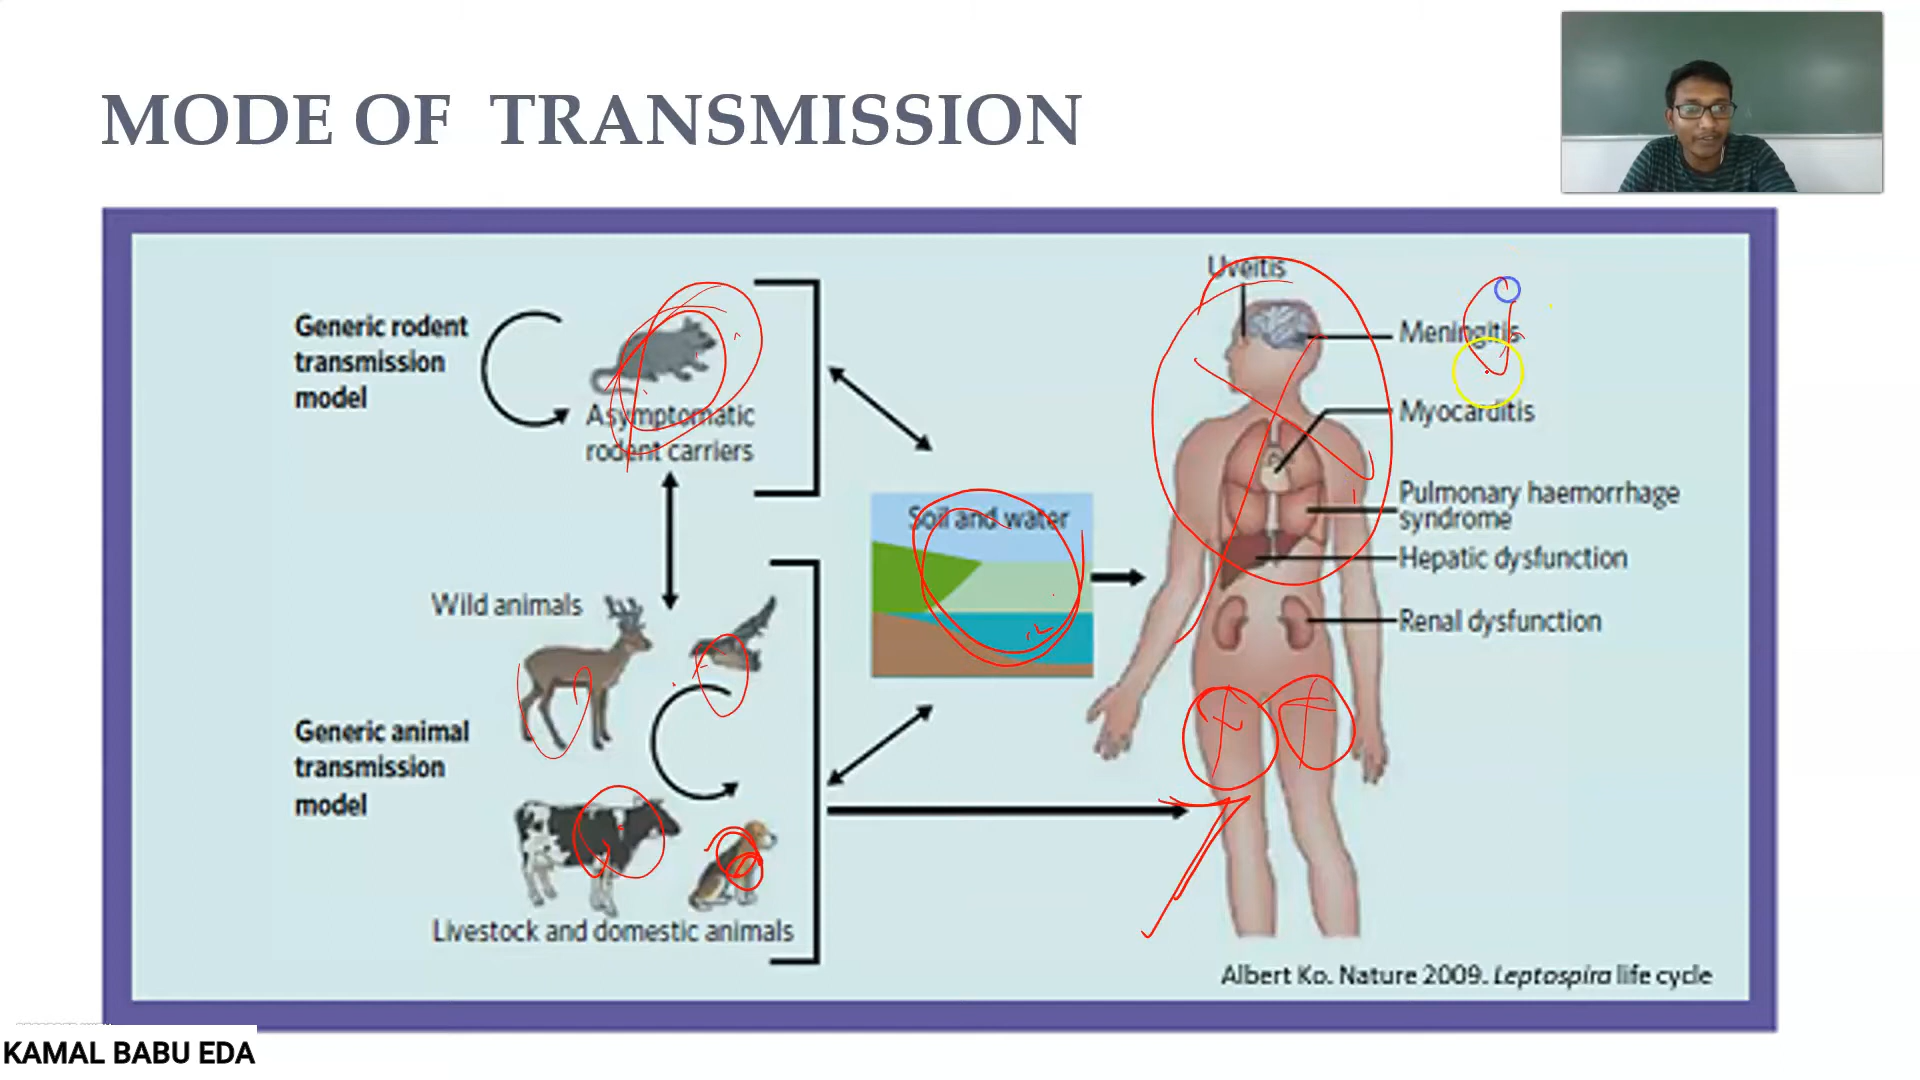 MODE OF TRANSMISSION
Uveitis
Generic rodent
transmission
model
Asymptomatic
rodent carriers
Meningitis
Myocarditis
Pulmonary haemorrhage
syndrome
Hepatic dysfunction
Renal dysfunction
Soil and water
Wild animals
Generic animal
transmission
model
Livestock and domestic animals
Albert Ko. Nature 2009. Leptospira life cycle
KAMAL BABU EDA